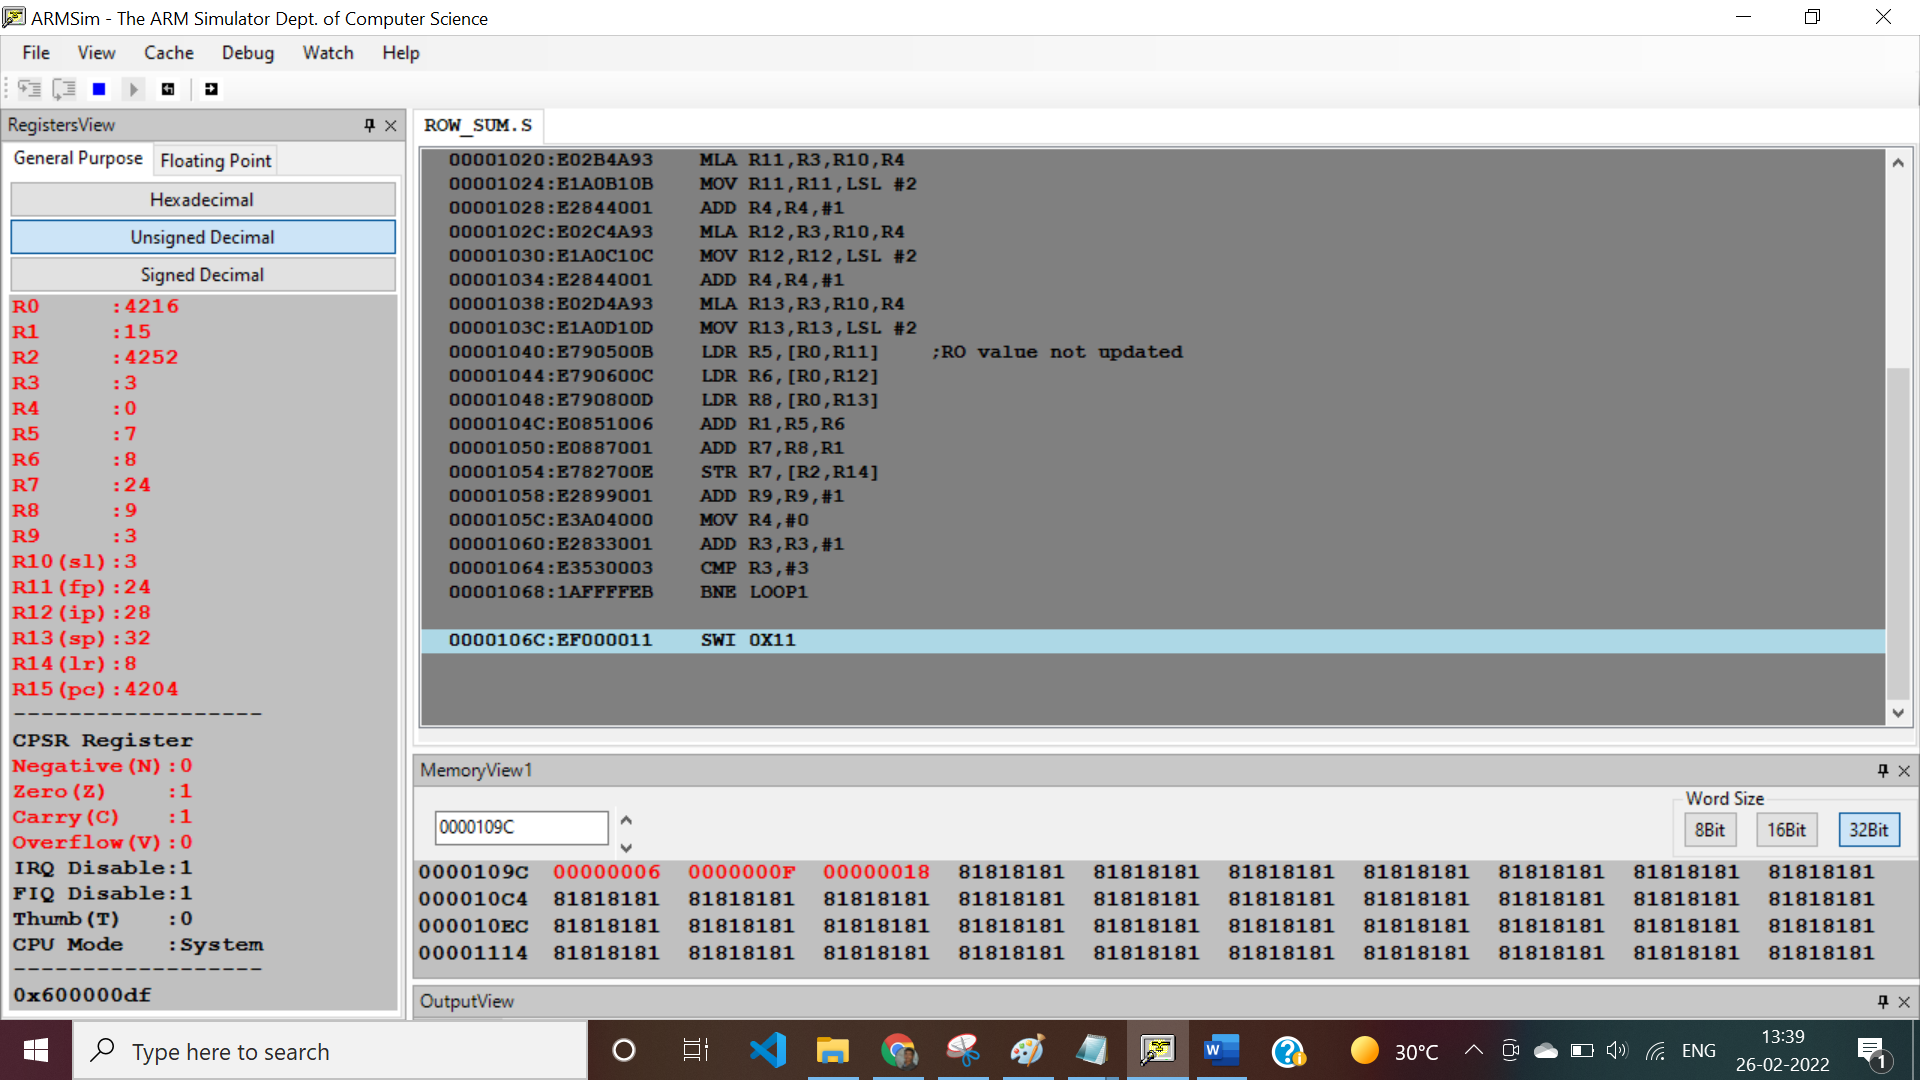 ARMSim - The ARM Simulator Dept. of Computer Science
File View Cache Debug Watch Help
RegistersView
General Purpose Floating Point
Hexadecimal
Unsigned Decimal
Signed Decimal
R0 :4216
R1 :15
R2 :4252
R3 :3
R4 :0
R5 :7
R6 :8
R7 :24
R8 :9
R9 :3
R10(sl):3
R11(fp):24
R12(ip):28
R13(sp):32
R14(lr):8
R15(pc):4204
------------------
CPSR Register
Negative(N):0
Zero(Z) :1
Carry(C) :1
Overflow(V):0
IRQ Disable:1
FIQ Disable:1
Thumb(T) :0
CPU Mode :System
------------------
0x600000df
ROW_SUM.S
00001020:E02B4A93 MLA R11,R3,R10,R4
00001024:E1A0B10B MOV R11,R11,LSL #2
00001028:E2844001 ADD R4,R4,#1
0000102C:E02C4A93 MLA R12,R3,R10,R4
00001030:E1A0C10C MOV R12,R12,LSL #2
00001034:E2844001 ADD R4,R4,#1
00001038:E02D4A93 MLA R13,R3,R10,R4
0000103C:E1A0D10D MOV R13,R13,LSL #2
00001040:E790500B LDR R5,[R0,R11] ;RO value not updated
00001044:E790600C LDR R6,[R0,R12]
00001048:E790800D LDR R8,[R0,R13]
0000104C:E0851006 ADD R1,R5,R6
00001050:E0887001 ADD R7,R8,R1
00001054:E782700E STR R7,[R2,R14]
00001058:E2899001 ADD R9,R9,#1
0000105C:E3A04000 MOV R4,#0
00001060:E2833001 ADD R3,R3,#1
00001064:E3530003 CMP R3,#3
00001068:1AFFFFEB BNE LOOP1
0000106C:EF000011 SWI 0X11
MemoryView1
Word Size
0000109C
8Bit 16Bit 32Bit
0000109C 00000006 0000000F 00000018 81818181 81818181 81818181 81818181 81818181 81818181 81818181
000010C4 81818181 81818181 81818181 81818181 81818181 81818181 81818181 81818181 81818181 81818181
000010EC 81818181 81818181 81818181 81818181 81818181 81818181 81818181 81818181 81818181 81818181
00001114 81818181 81818181 81818181 81818181 81818181 81818181 81818181 81818181 81818181 81818181
OutputView
Type here to search
30°C
ENG
13:39
26-02-2022
1